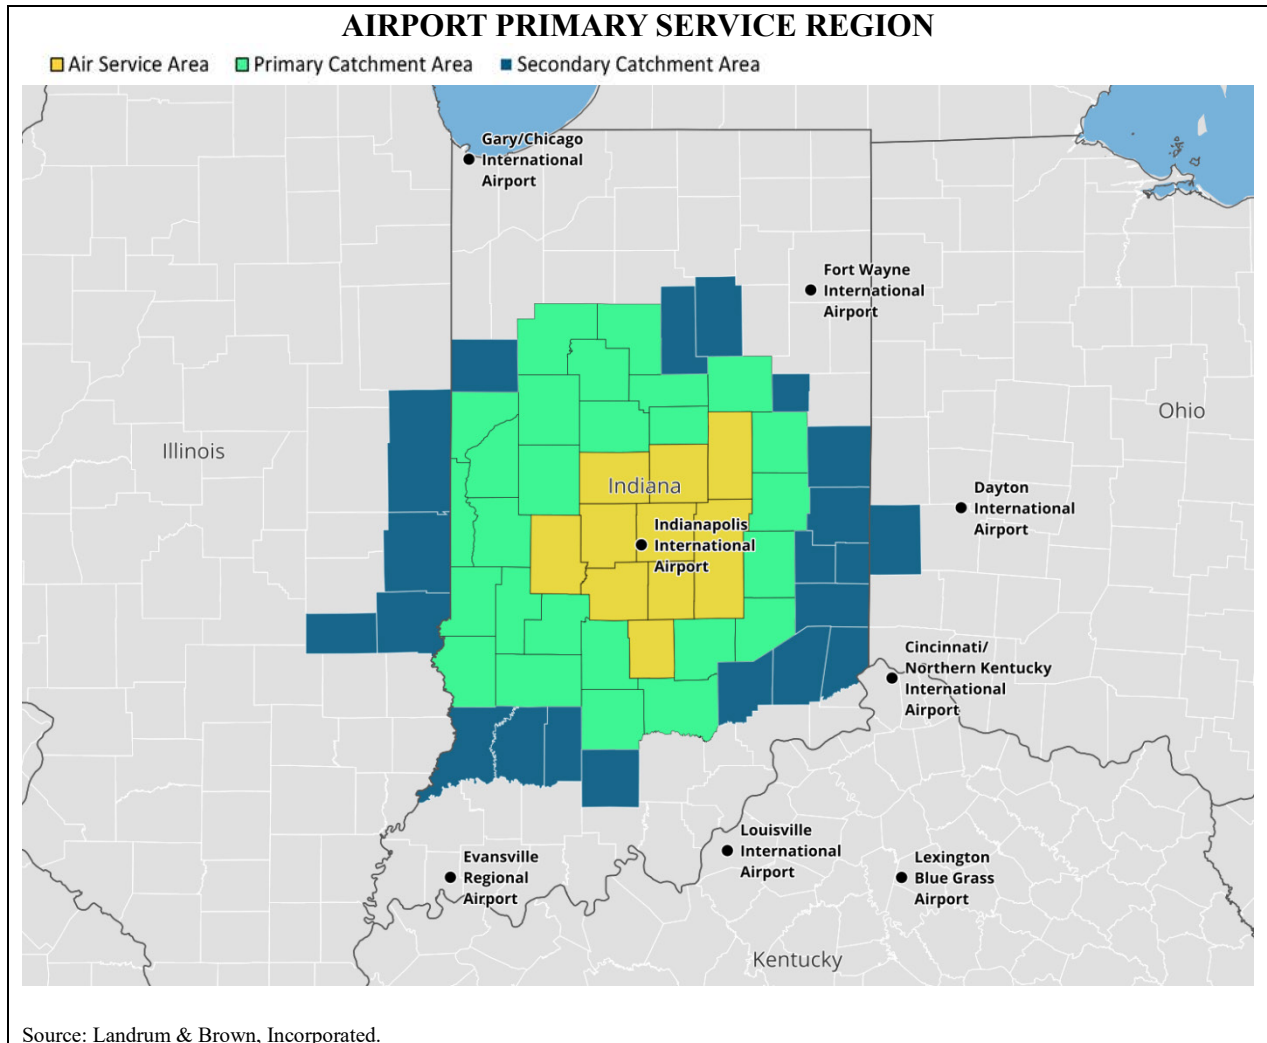 AIRPORT PRIMARY SERVICE REGION
Air Service Area Primary Catchment Area Secondary Catchment Area
Gary/Chicago
International
Airport
Fort Wayne
International
Airport
Ohio
Illinois
Indiana
Dayton
International
Airport
Indianapolis
International
Airport
Cincinnati/
Northern Kentucky
International
Airport
Louisville
International
Airport
Evansville
Regional
Airport
Lexington
Blue Grass
Airport
Kentucky
Source: Landrum & Brown, Incorporated.